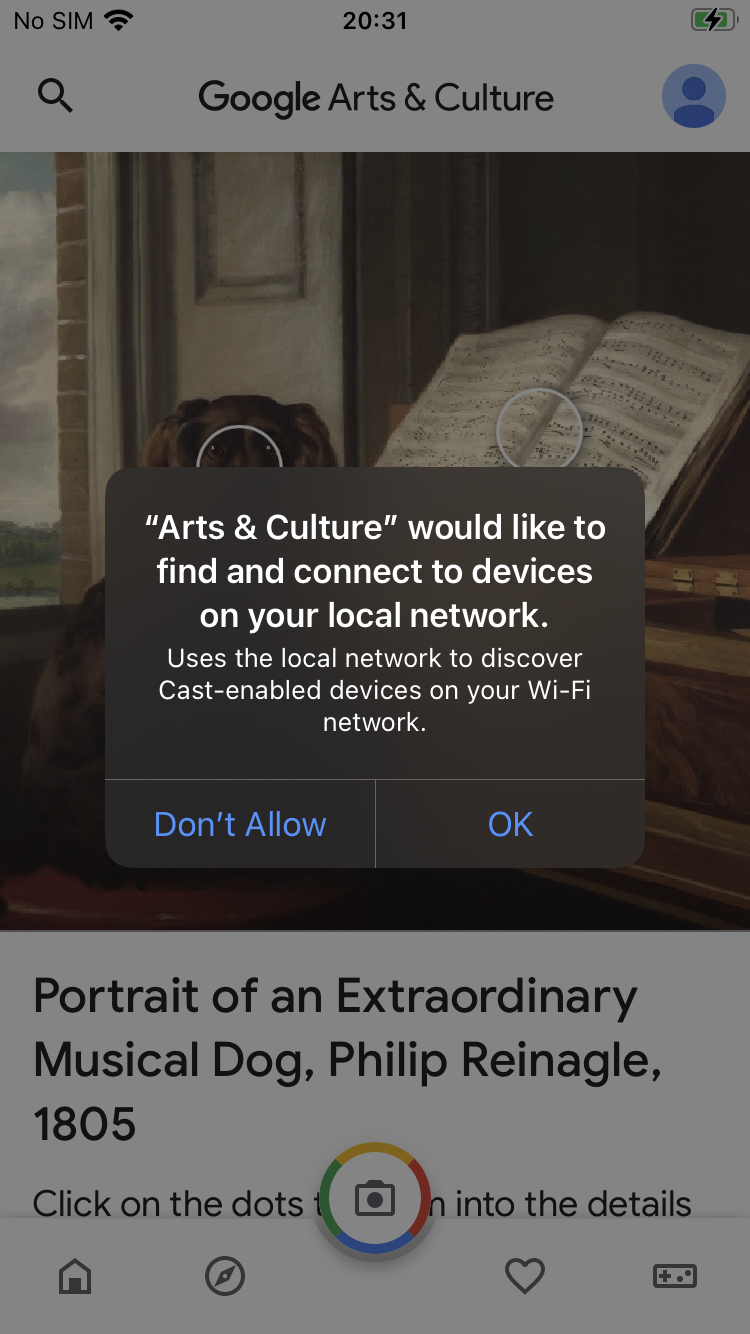 No SIM 20:31
Google Arts & Culture
“Arts & Culture” would like to
find and connect to devices
on your local network.
Uses the local network to discover
Cast-enabled devices on your Wi-Fi
network.
Don’t Allow OK
Portrait of an Extraordinary
Musical Dog, Philip Reinagle,
1805
Click on the dots into the details